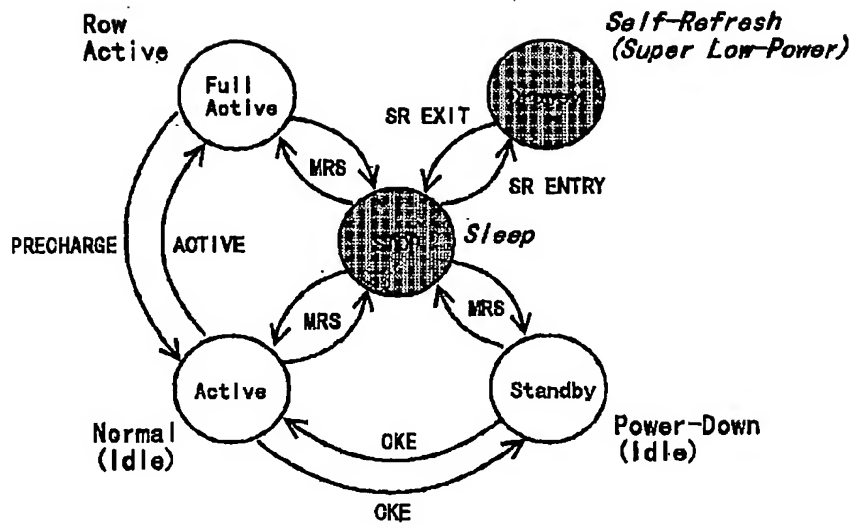 Row
Active
Self-Refresh
(Super Low-Power)
Full
Active
SR EXIT
MRS
SR ENTRY
Sleep
PRECHARGE
ACTIVE
MRS
MRS
Active
Standby
Normal
(Idle)
CKE
Power-Down
(Idle)
CKE